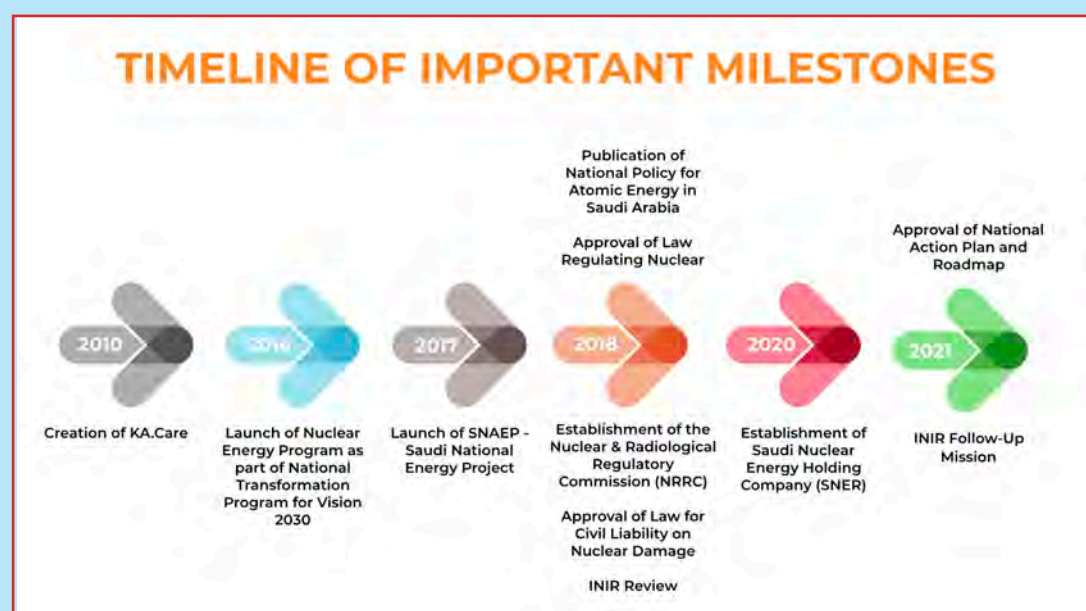 TIMELINE OF IMPORTANT MILESTONES
2010
Creation of KA.Care
2016
Launch of Nuclear
Energy Program as
part of National
Transformation
Program for Vision
2030
2017
Launch of SNAEP -
Saudi National
Energy Project
Publication of
National Policy for
Atomic Energy in
Saudi Arabia
Approval of Law
Regulating Nuclear
2018
Establishment of the
Nuclear & Radiological
Regulatory
Commission (NRRC)
Approval of Law for
Civil Liability on
Nuclear Damage
INIR Review
2020
Establishment of
Saudi Nuclear
Energy Holding
Company (SNER)
Approval of National
Action Plan and
Roadmap
2021
INIR Follow-Up
Mission